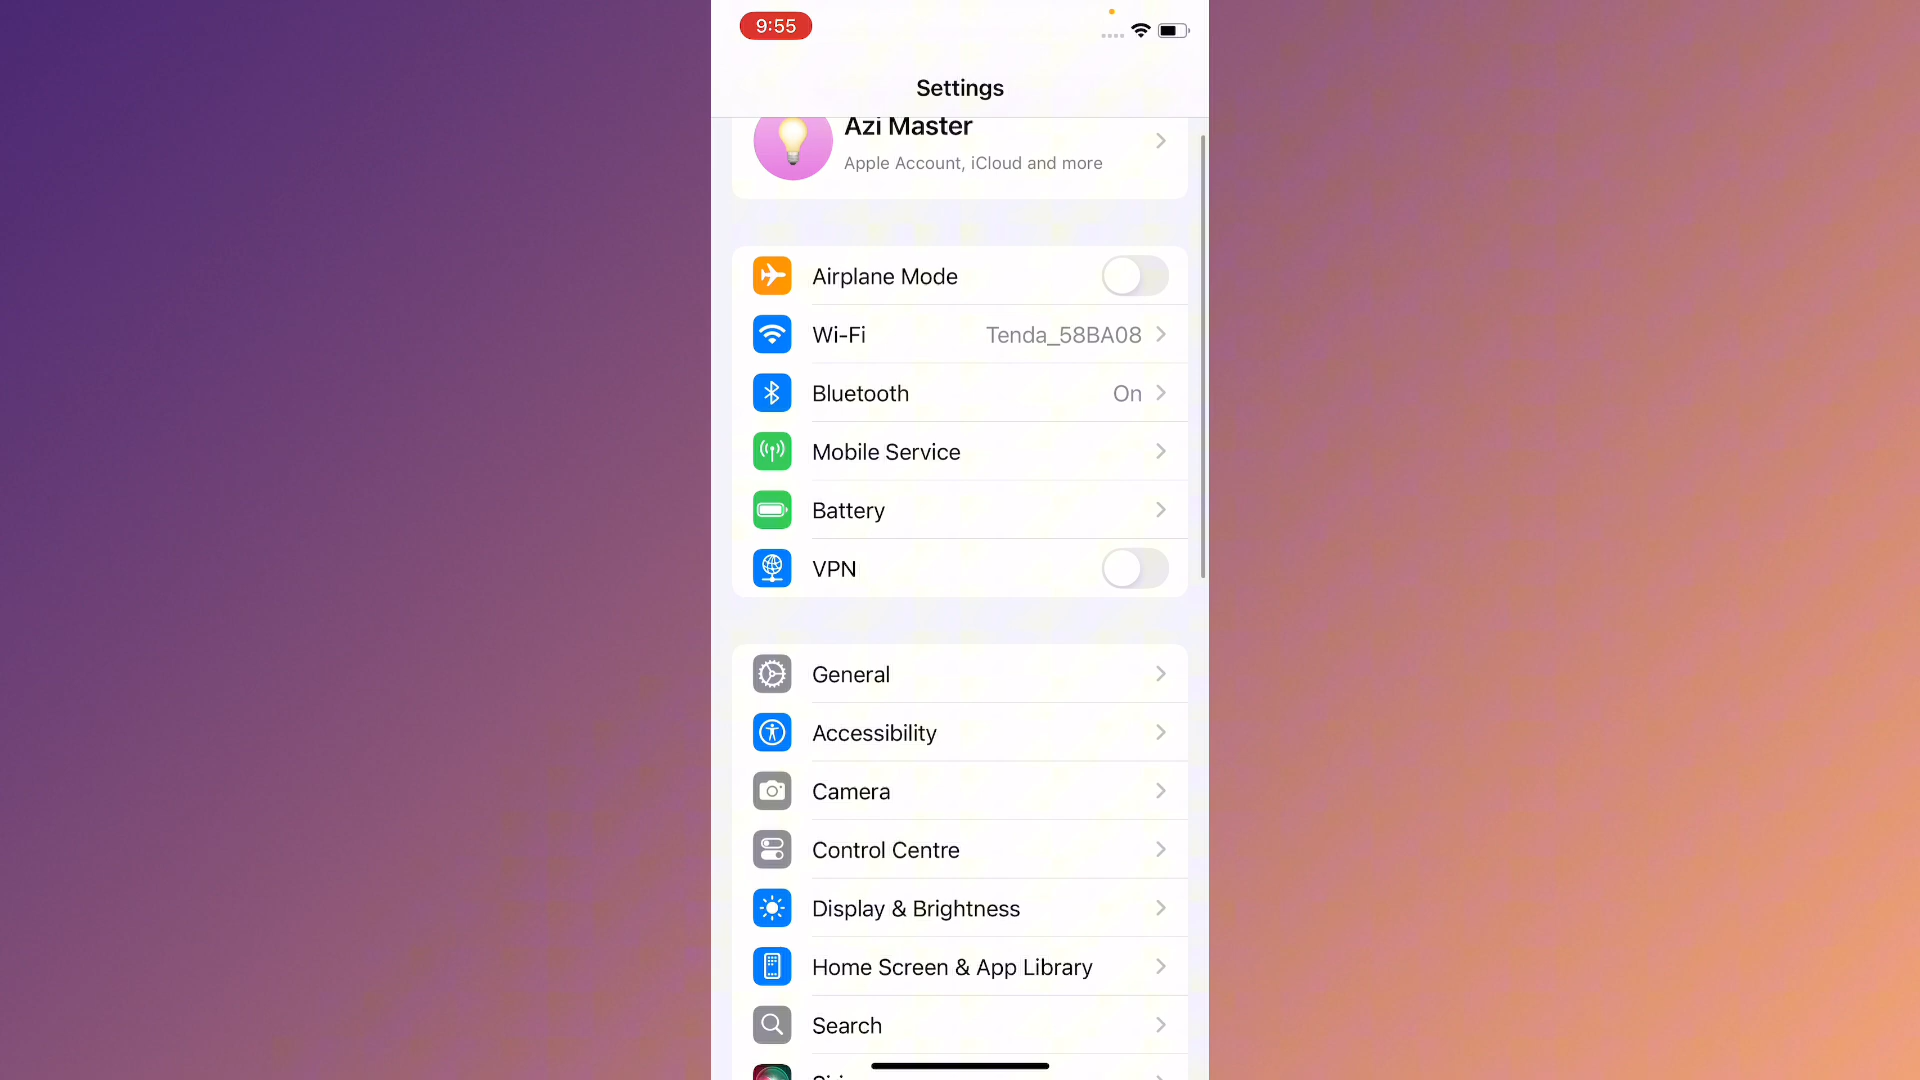 9:55
Settings
Azi Master
Apple Account, iCloud and more
Airplane Mode
Wi-Fi Tenda_58BA08
Bluetooth On
Mobile Service
Battery
VPN
General
Accessibility
Camera
Control Centre
Display & Brightness
Home Screen & App Library
Search